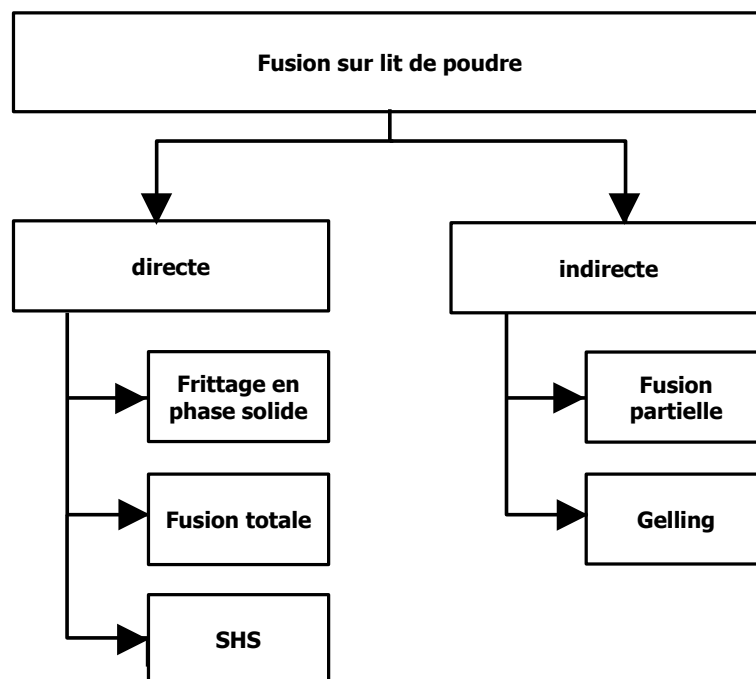 Fusion sur lit de poudre
directe
indirecte
Frittage en
phase solide
Fusion
partielle
Fusion totale
Gelling
SHS